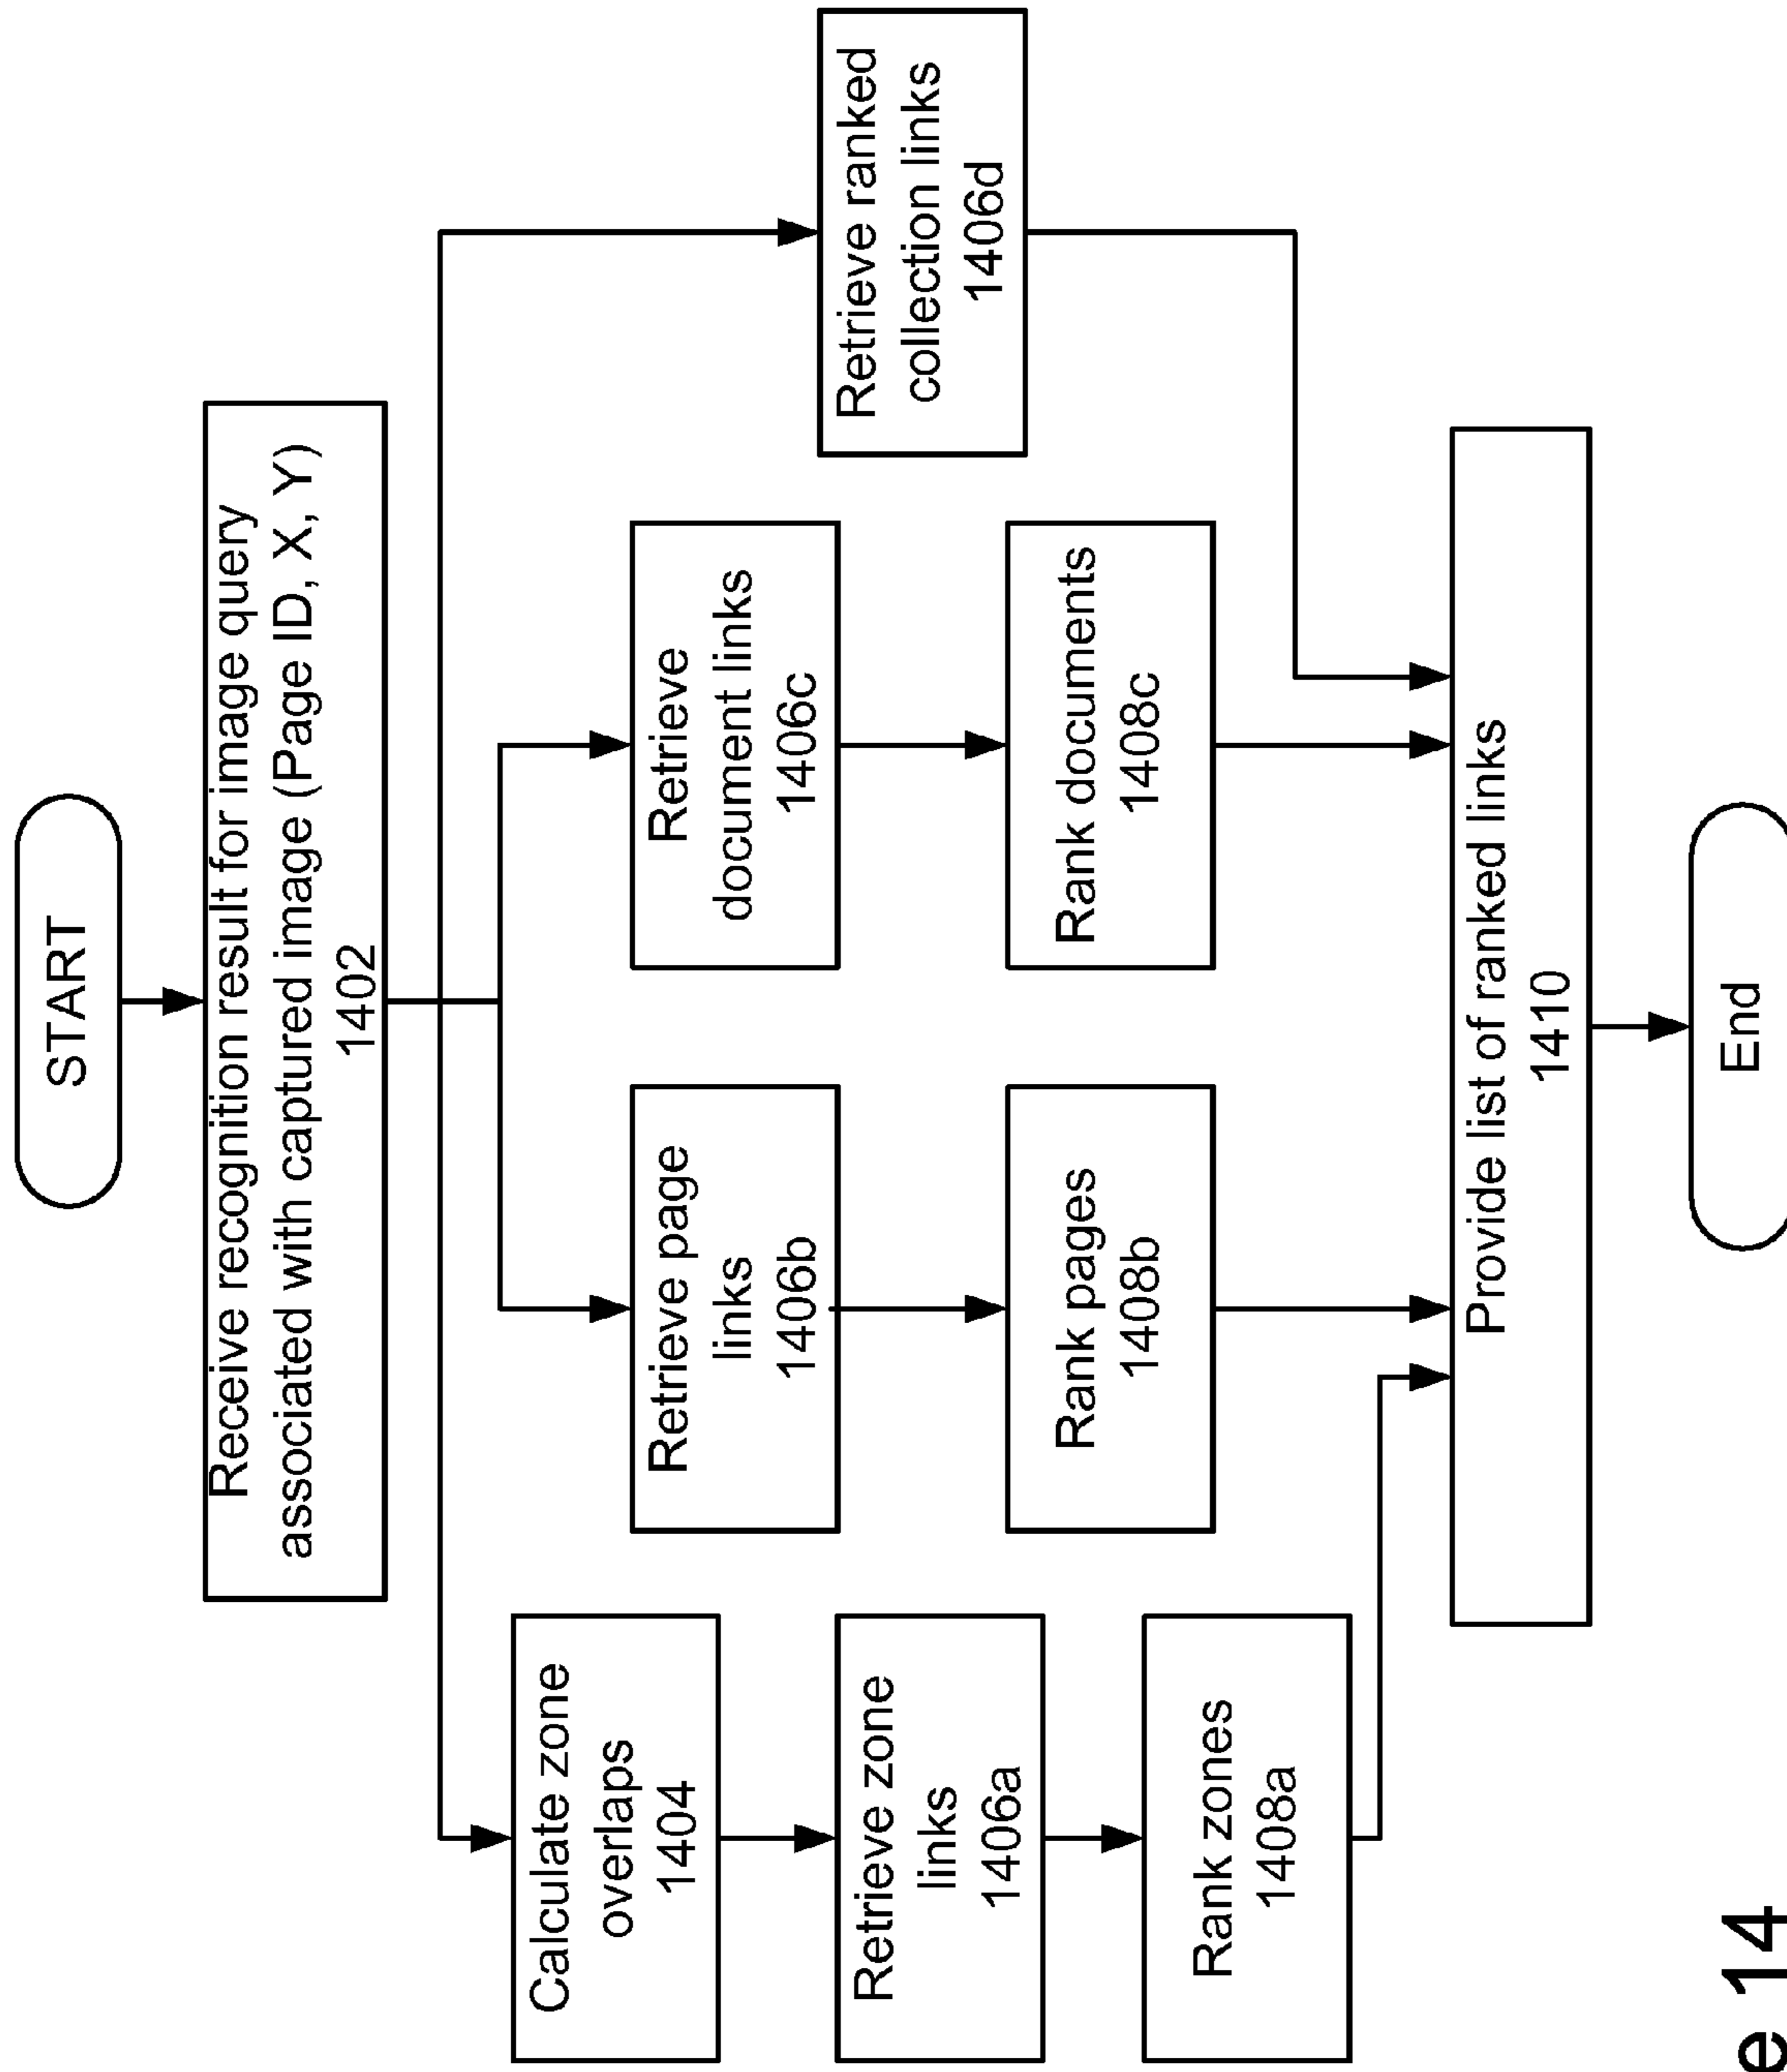 START
Receive recognition result for image query
associated with captured image (Page ID, X, Y)
1402
Calculate zone
overlaps
1404
Retrieve zone
links
1406a
Rank zones
1408a
Retrieve page
links
1406b
Rank pages
1408b
Retrieve
document links
1406c
Rank documents
1408c
Retrieve ranked
collection links
1406d
Provide list of ranked links
1410
End
e 14